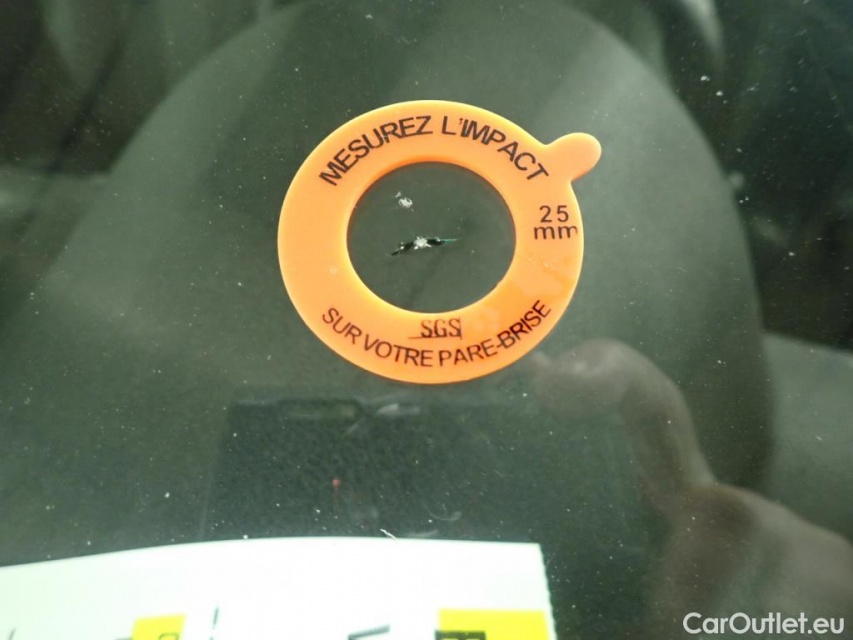 MESUREZ L'IMPACT
25
mm
SGS
SUR VOTRE PARE-BRISE
CarOutlet.eu